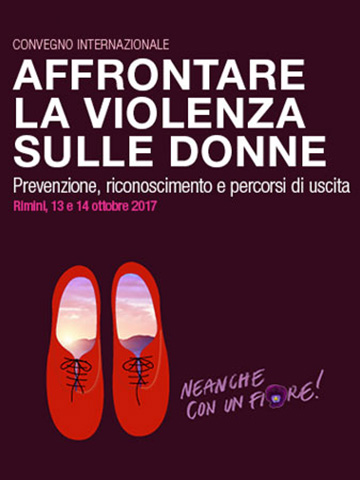 CONVEGNO INTERNAZIONALE
AFFRONTARE
LA VIOLENZA
SULLE DONNE
Prevenzione, riconoscimento e percorsi di uscita
Rimini, 13 e 14 ottobre 2017
NEANCHE
CON UN FIORE!